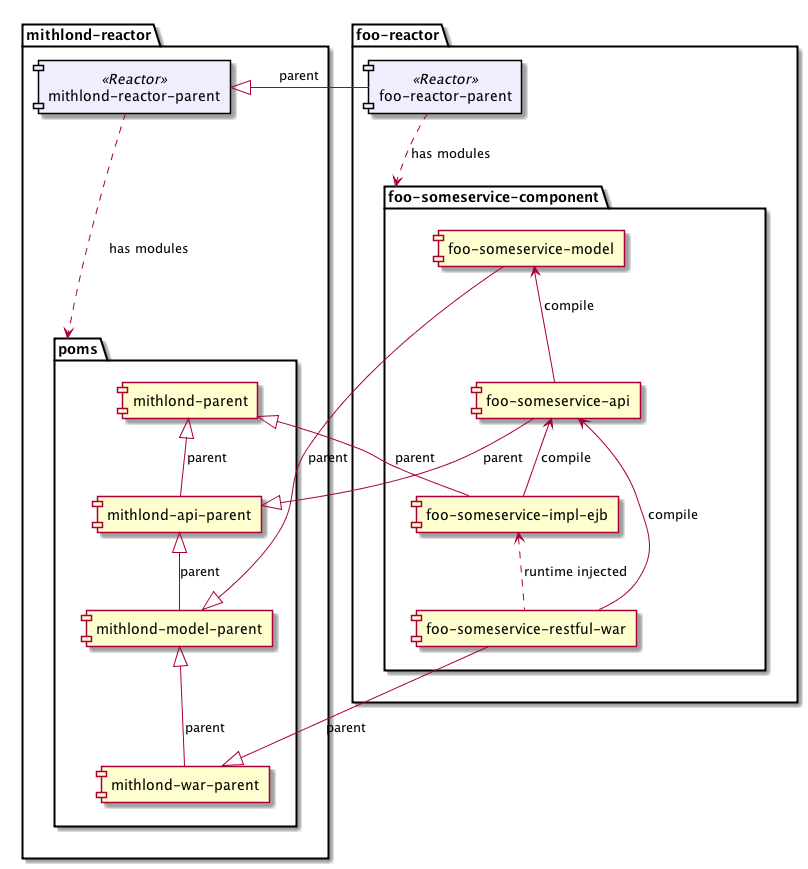 mithlond-reactor
foo-reactor
«Reactor»
mithlond-reactor-parent
parent
«Reactor»
foo-reactor-parent
has modules
foo-someservice-component
foo-someservice-model
has modules
compile
poms
mithlond-parent
foo-someservice-api
parent
parent
parent
parent
compile
mithlond-api-parent
foo-someservice-impl-ejb
compile
parent
runtime injected
mithlond-model-parent
foo-someservice-restful-war
parent
parent
mithlond-war-parent